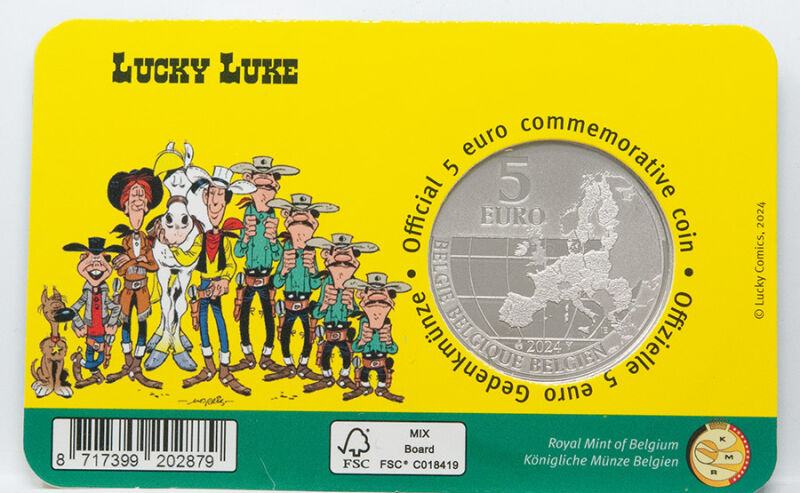 LUCKY LUKE
Official 5 euro commemorative coin •
Offizielle 5 euro Gedenkmünze •
5
EURO
BELGIE BELGIQUE BELGIEN
2024
© Lucky Comics, 2024
morris
8 717399 202879
FSC
MIX
Board
FSC® C018419
Royal Mint of Belgium
Königliche Münze Belgien
K
M
R